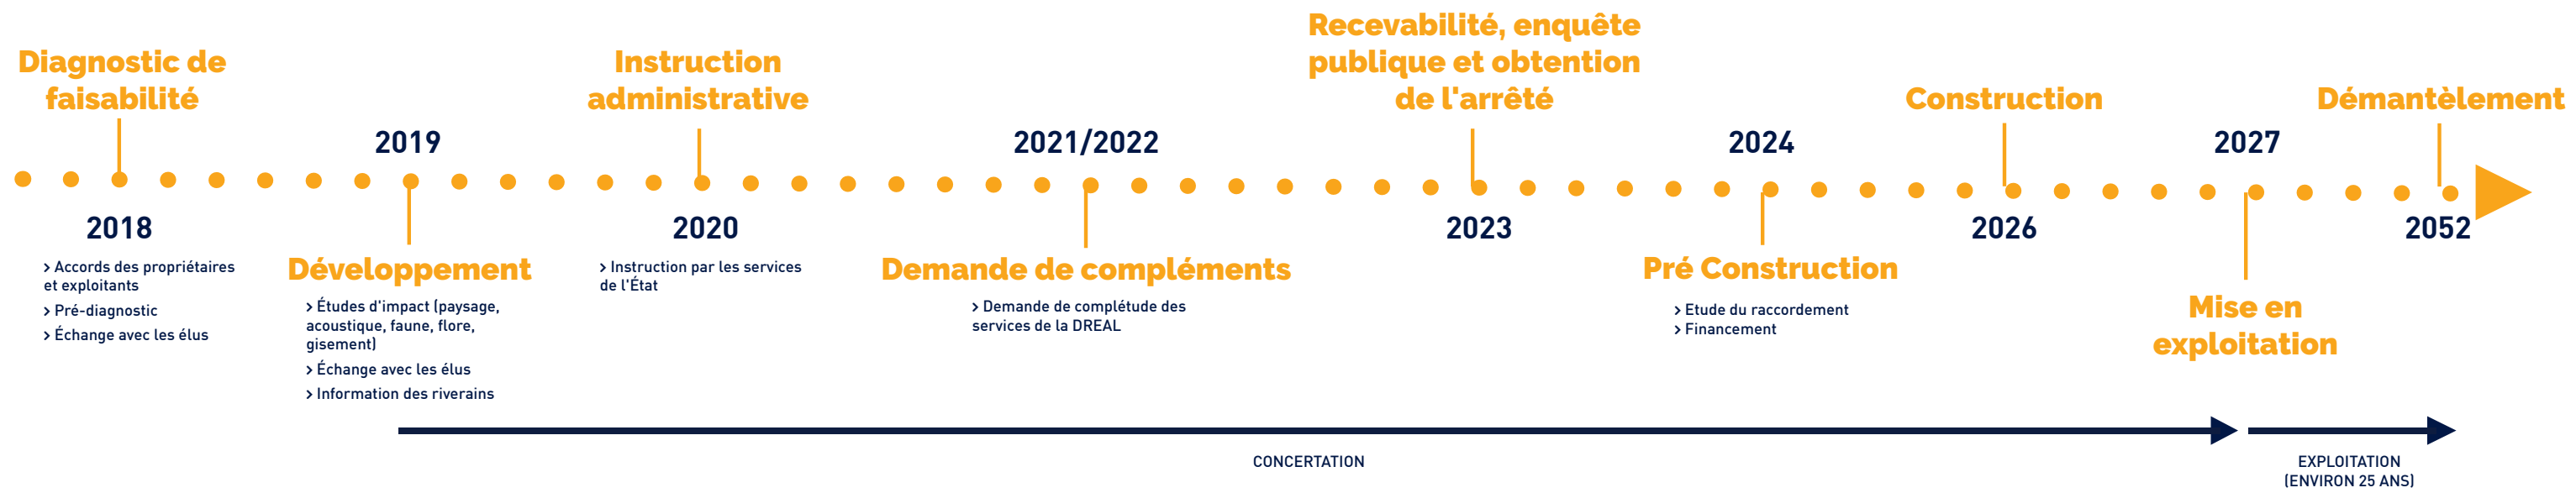 Diagnostic de
faisabilité
2018
> Accords des propriétaires
et exploitants
> Pré-diagnostic
> Échange avec les élus
2019
Développement
> Études d'impact (paysage,
acoustique, faune, flore,
gisement)
> Échange avec les élus
> Information des riverains
Instruction
administrative
2020
> Instruction par les services
de l'État
2021/2022
Demande de compléments
> Demande de complétude des
services de la DREAL
Recevabilité, enquête
publique et obtention
de l'arrêté
2023
2024
Pré Construction
> Etude du raccordement
> Financement
Construction
2026
2027
Mise en
exploitation
Démantèlement
2052
CONCERTATION
EXPLOITATION
(ENVIRON 25 ANS)